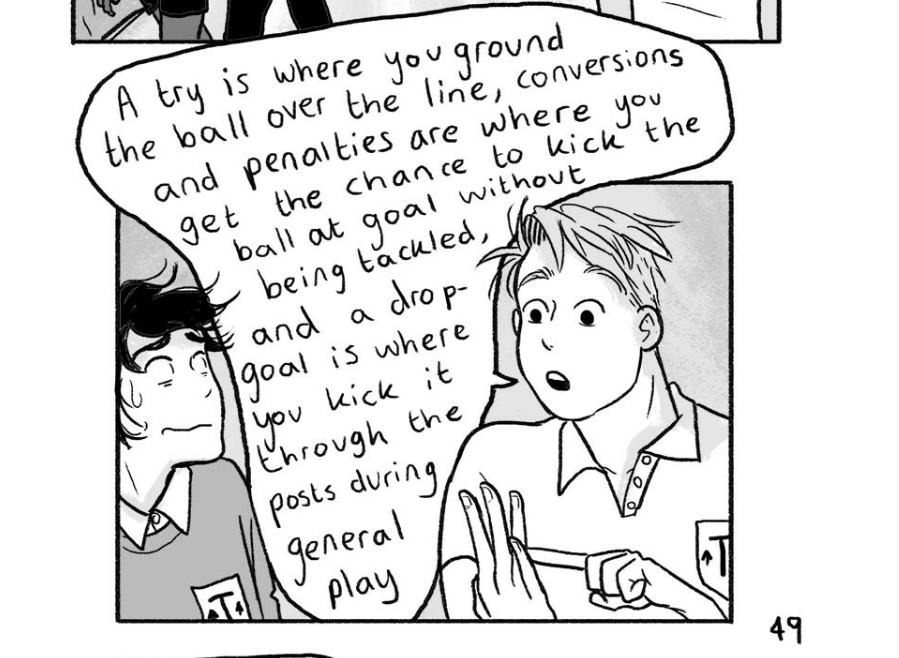 A try is where you ground
the ball over the line, conversions
and penalties are where you
get the chance to kick the
ball at goal without
being tackled,
and a drop-
goal is where
you kick it
through the
posts during
general
play
T
T
49